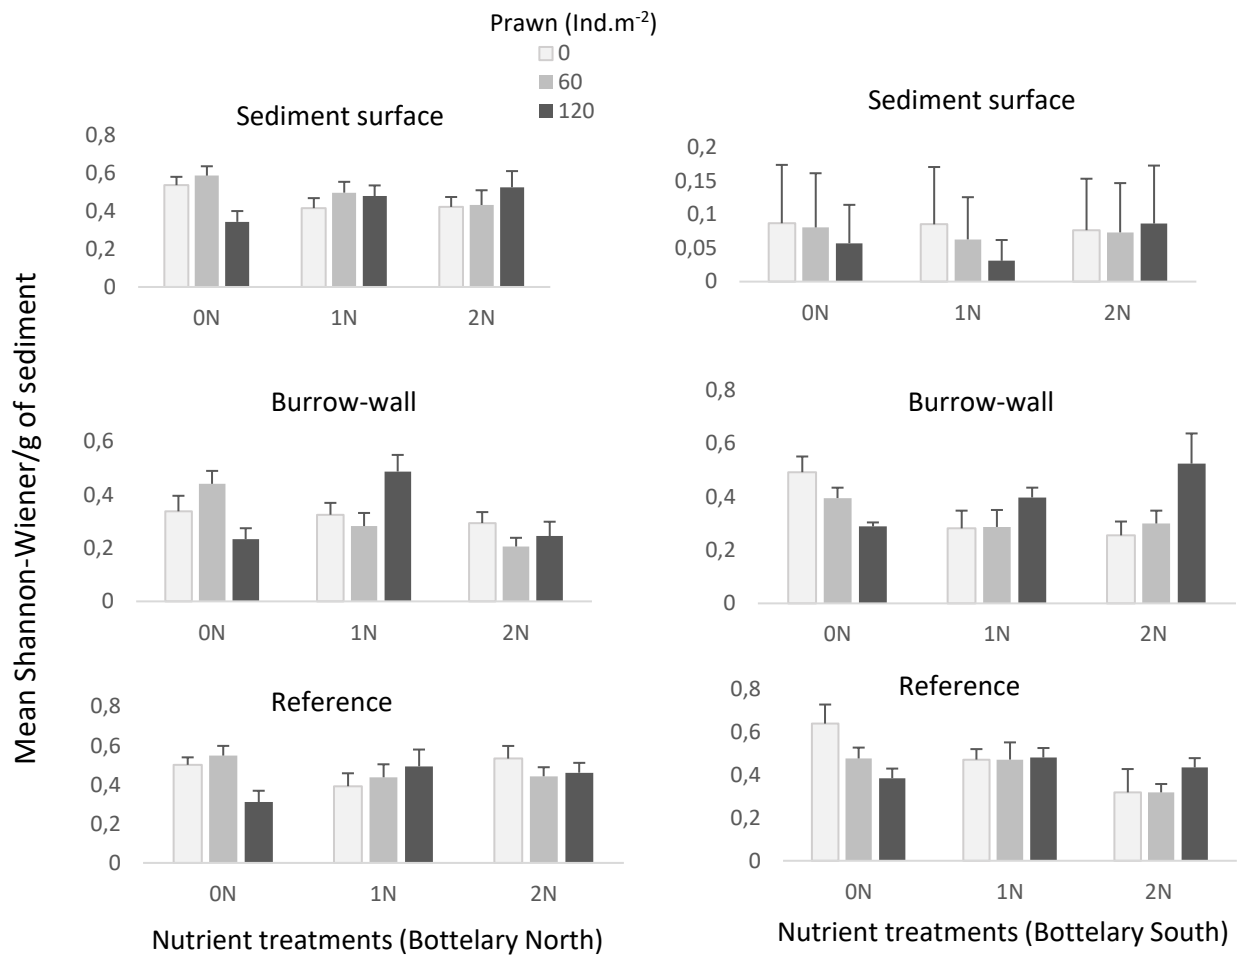 Prawn (Ind.m⁻²)
0
60
120
Mean Shannon-Wiener/g of sediment
Sediment surface
0,8
0,6
0,4
0,2
0
0N 1N 2N
Sediment surface
0,2
0,15
0,1
0,05
0
0N 1N 2N
Burrow-wall
0,6
0,4
0,2
0
0N 1N 2N
Burrow-wall
0,8
0,6
0,4
0,2
0
0N 1N 2N
Reference
0,8
0,6
0,4
0,2
0
0N 1N 2N
Reference
0,8
0,6
0,4
0,2
0
0N 1N 2N
Nutrient treatments (Bottelary North)
Nutrient treatments (Bottelary South)